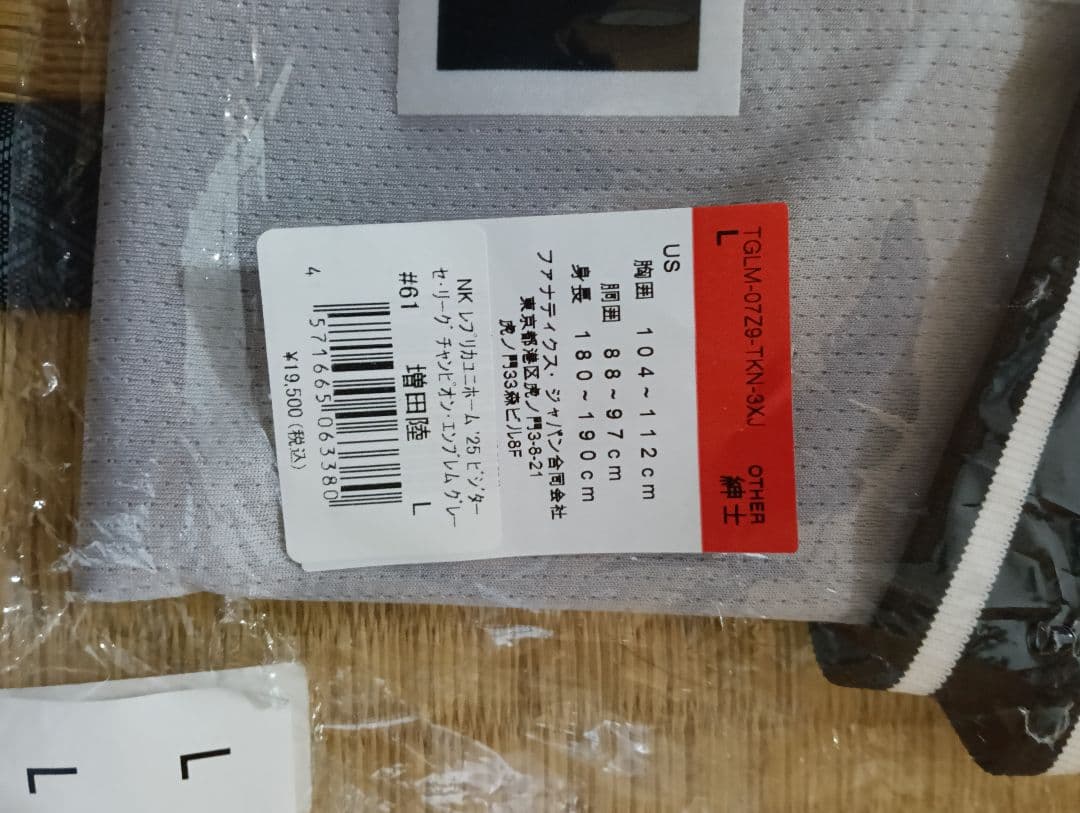 TGLM-07Z9-TKN-3XJ OTHER
L 紳士
US
胸囲 104~112cm
胴囲 88~97cm
身長 180~190cm
ファナティクス・ジャパン合同会社
東京都港区虎ノ門3-8-21
虎ノ門33森ビル8F
NK レプリカユニホーム '25 ビジター
セ・リーグ チャンピオン・エンブレム グレー
#61 増田陸 L
4 571665 063380
¥19,500(税込)
L
L